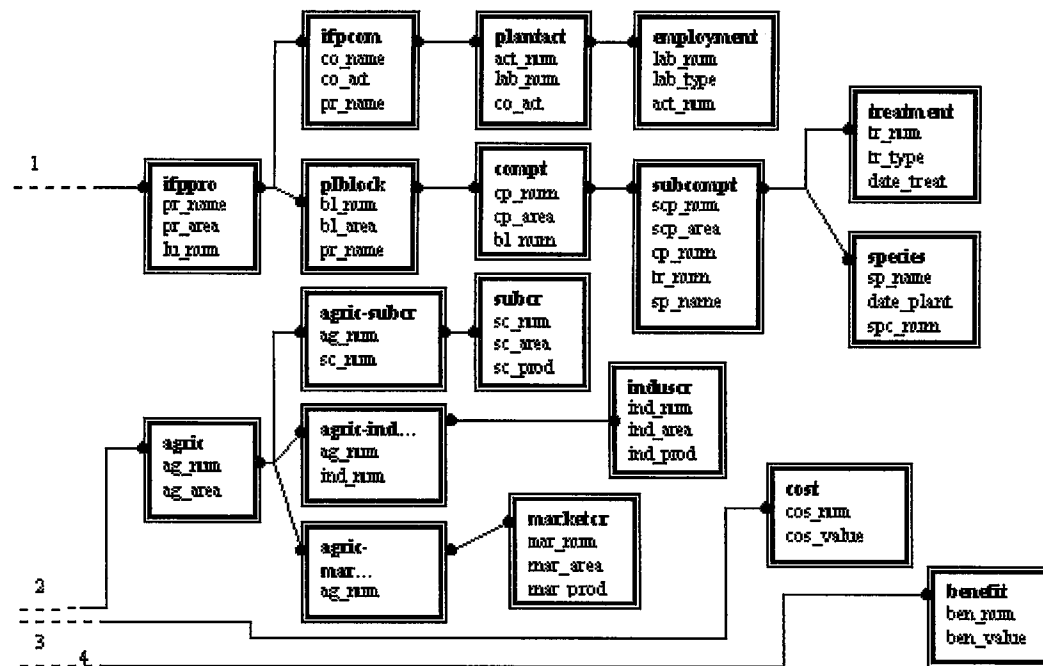 ifpcom
co_name
co_act
pr_name
plantact
act_num
lab_num
co_act
employment
lab_num
lab_type
act_num
treatment
tr_num
tr_type
date_treat
1
ifppro
pr_name
pr_area
lu_num
plblock
bl_num
bl_area
pr_name
compt
cp_num
cp_area
bl_num
subcompt
scp_num
scp_area
cp_num
tr_num
sp_name
species
sp_name
date_plant
spc_num
agric-subcr
ag_num
sc_num
subcr
sc_num
sc_area
sc_prod
agric
ag_num
ag_area
agric-ind...
ag_num
ind_num
induscr
ind_num
ind_area
ind_prod
agric-
mar...
ag_num
marketcr
mar_num
mar_area
mar_prod
cost
cos_num
cos_value
benefit
ben_num
ben_value
2
3
4